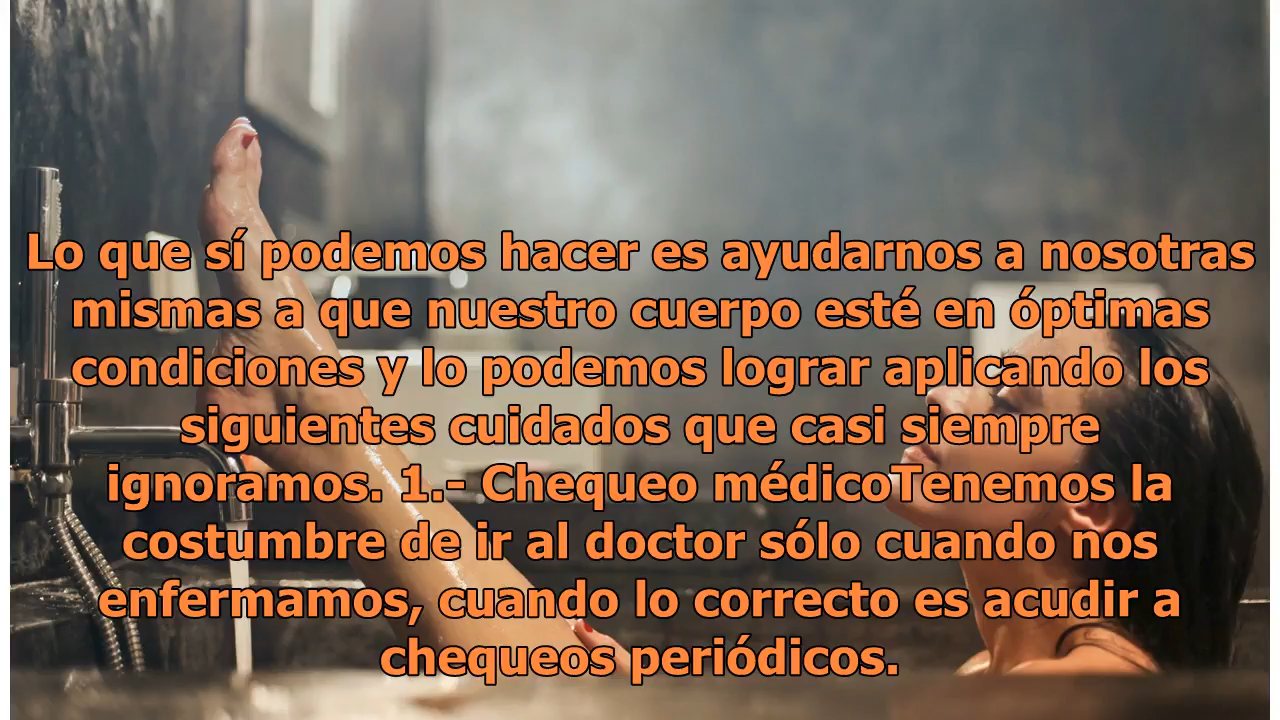 Lo que sí podemos hacer es ayudarnos a nosotras
mismas a que nuestro cuerpo esté en óptimas
condiciones y lo podemos lograr aplicando los
siguientes cuidados que casi siempre
ignoramos. 1.- Chequeo médicoTenemos la
costumbre de ir al doctor sólo cuando nos
enfermamos, cuando lo correcto es acudir a
chequeos periódicos.